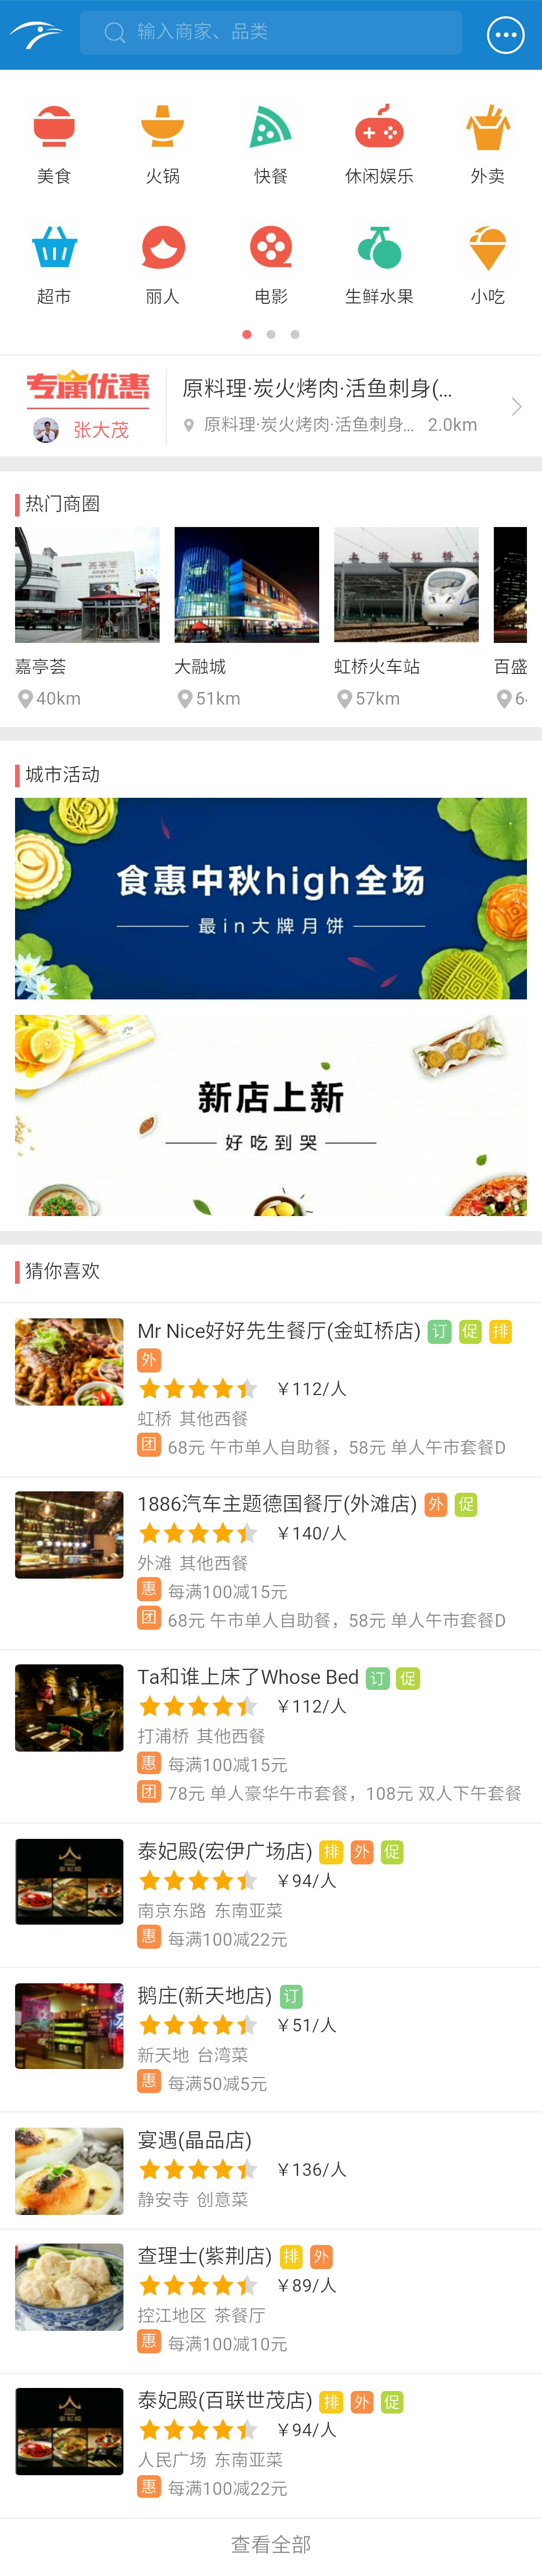 输入商家、品类
美食 火锅 快餐 休闲娱乐 外卖
超市 丽人 电影 生鲜水果 小吃
专属优惠
张大茂
原料理·炭火烤肉·活鱼刺身(...
原料理·炭火烤肉·活鱼刺身... 2.0km
热门商圈
上海虹桥
嘉亭荟 大融城 虹桥火车站 百盛
40km 51km 57km
城市活动
食惠中秋high全场
最in大牌月饼
新店上新
好吃到哭
猜你喜欢
Mr Nice好好先生餐厅(金虹桥店) 订 促 排
外
￥112/人
虹桥 其他西餐
团 68元 午市单人自助餐，58元 单人午市套餐D
1886汽车主题德国餐厅(外滩店) 外 促
￥140/人
外滩 其他西餐
惠 每满100减15元
团 68元 午市单人自助餐，58元 单人午市套餐D
Ta和谁上床了Whose Bed 订 促
￥112/人
打浦桥 其他西餐
惠 每满100减15元
团 78元 单人豪华午市套餐，108元 双人下午套餐
泰妃殿
泰妃殿(宏伊广场店) 排 外 促
￥94/人
南京东路 东南亚菜
惠 每满100减22元
鹅庄(新天地店) 订
￥51/人
新天地 台湾菜
惠 每满50减5元
宴遇(晶品店)
￥136/人
静安寺 创意菜
查理士(紫荆店) 排 外
￥89/人
控江地区 茶餐厅
惠 每满100减10元
泰妃殿
泰妃殿(百联世茂店) 排 外 促
￥94/人
人民广场 东南亚菜
惠 每满100减22元
查看全部